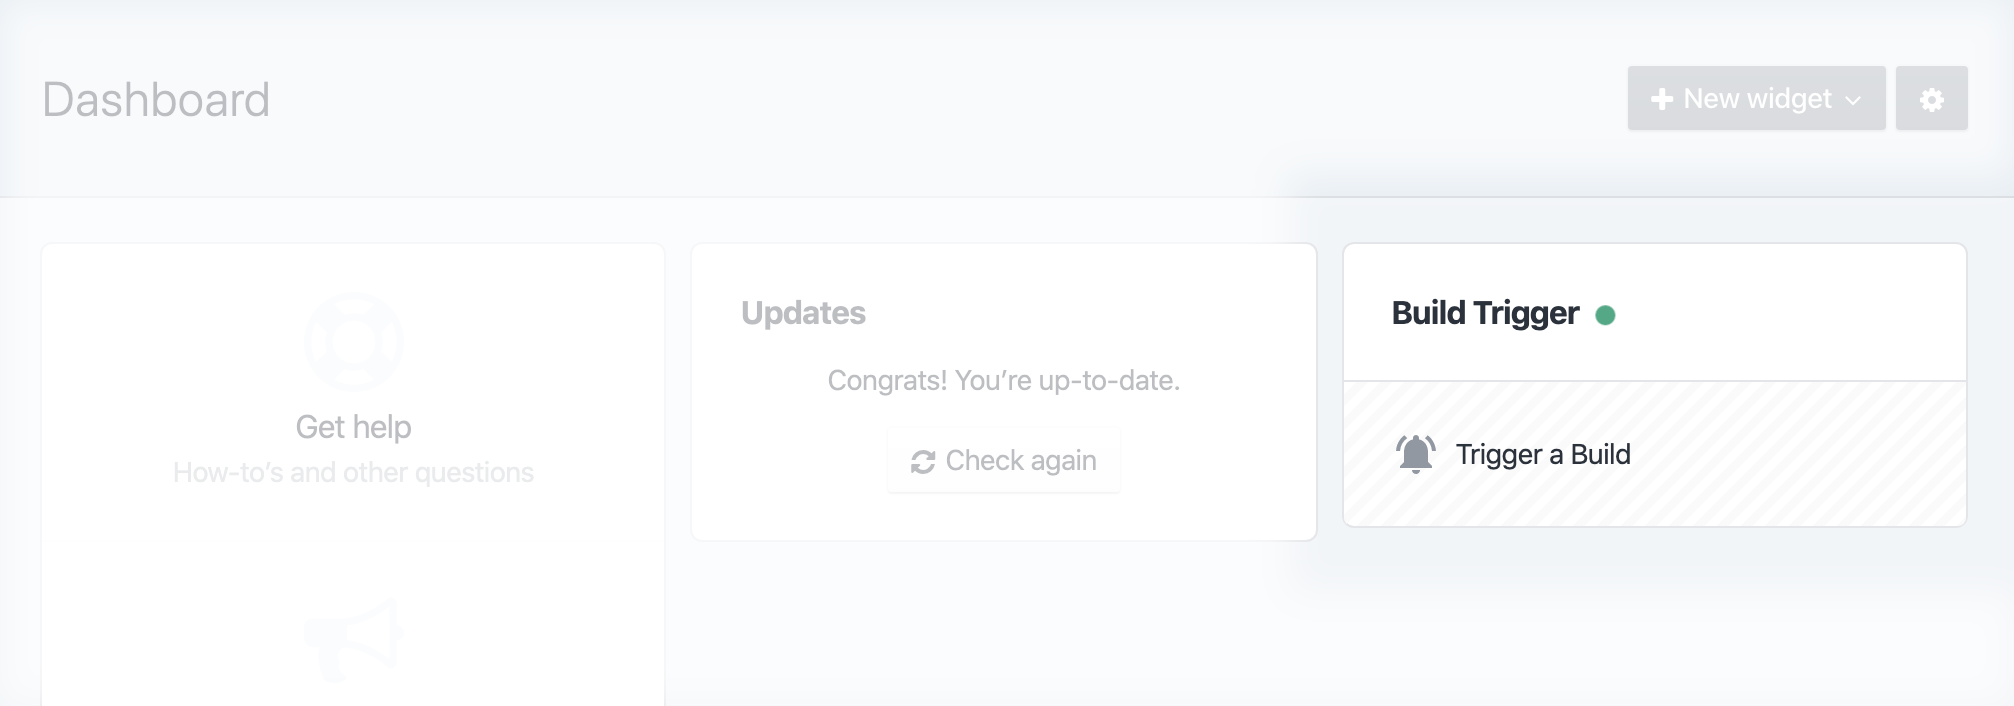 Dashboard
New widget
Get help
How-to’s and other questions
Updates
Congrats! You’re up-to-date.
Check again
Build Trigger
Trigger a Build